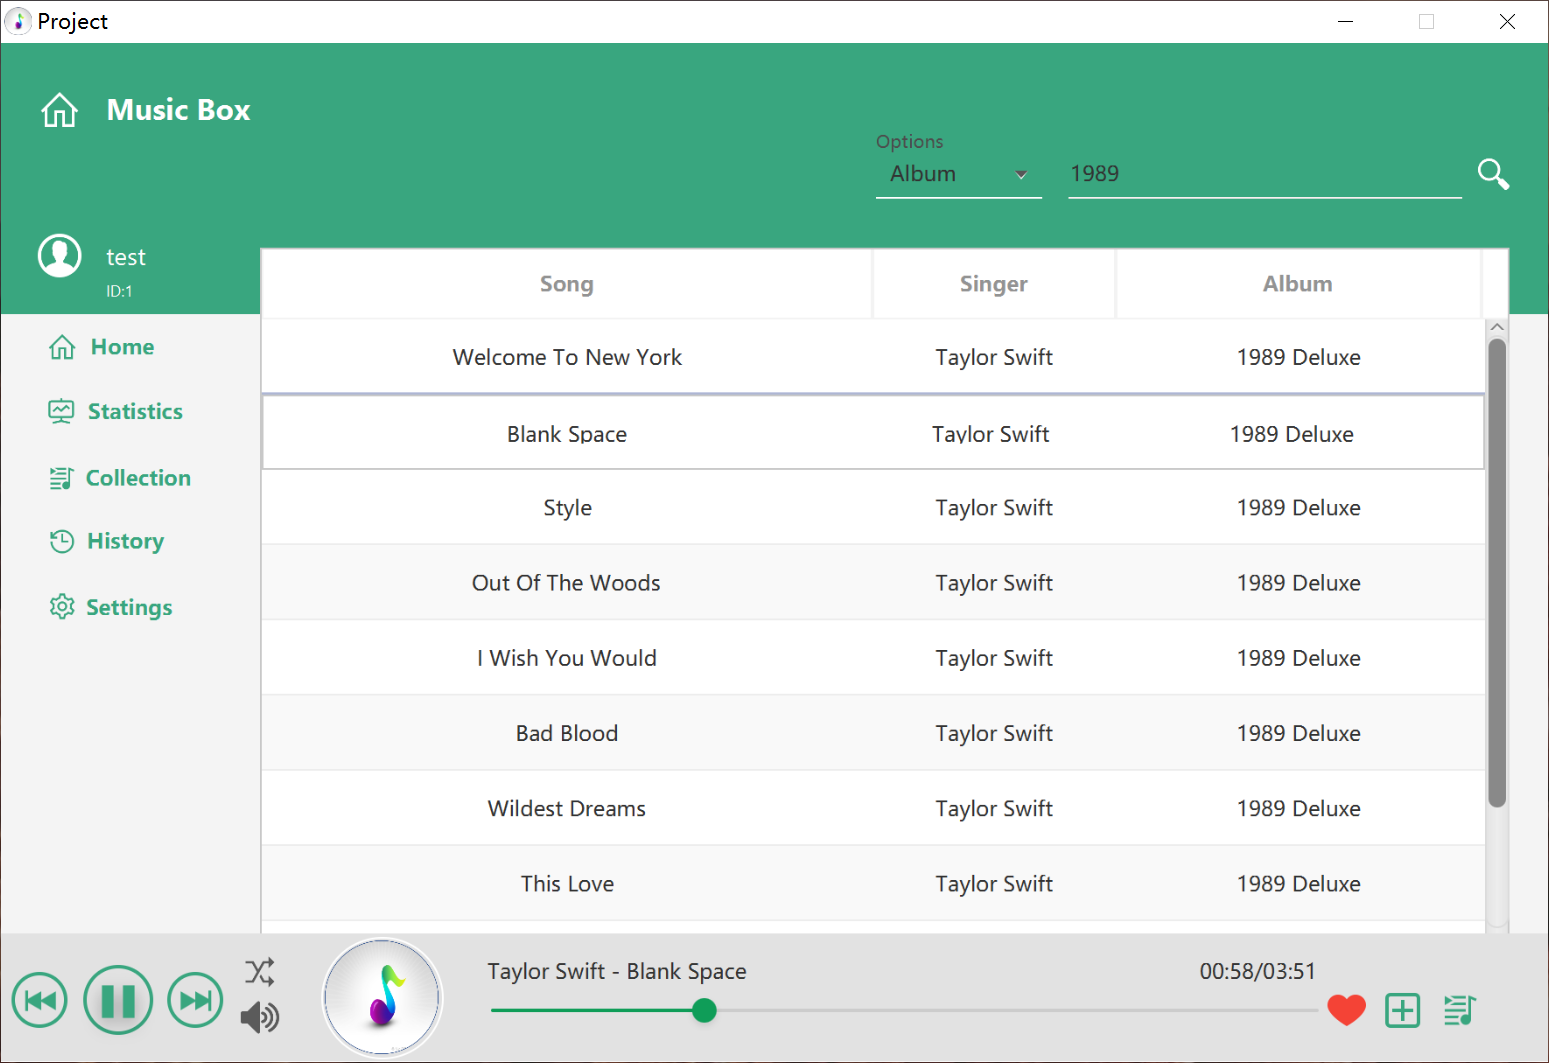 Project
Music Box
Options
Album
1989
test
ID:1
Home
Statistics
Collection
History
Settings
Song Singer Album
Welcome To New York Taylor Swift 1989 Deluxe
Blank Space Taylor Swift 1989 Deluxe
Style Taylor Swift 1989 Deluxe
Out Of The Woods Taylor Swift 1989 Deluxe
I Wish You Would Taylor Swift 1989 Deluxe
Bad Blood Taylor Swift 1989 Deluxe
Wildest Dreams Taylor Swift 1989 Deluxe
This Love Taylor Swift 1989 Deluxe
Taylor Swift - Blank Space 00:58/03:51